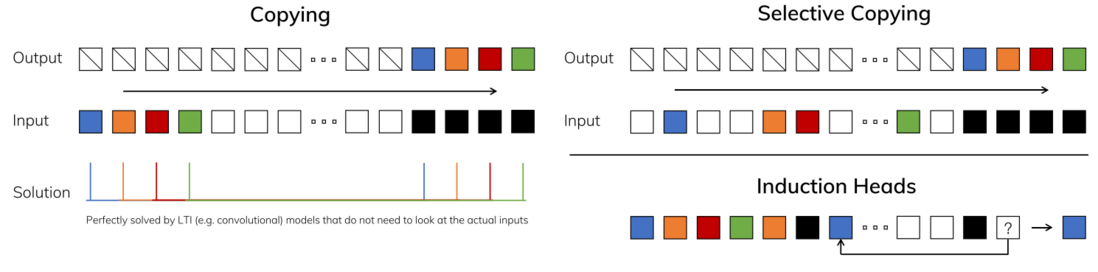 Copying
Output
Input
Solution
Perfectly solved by LTI (e.g. convolutional) models that do not need to look at the actual inputs
Selective Copying
Output
Input
Induction Heads
?